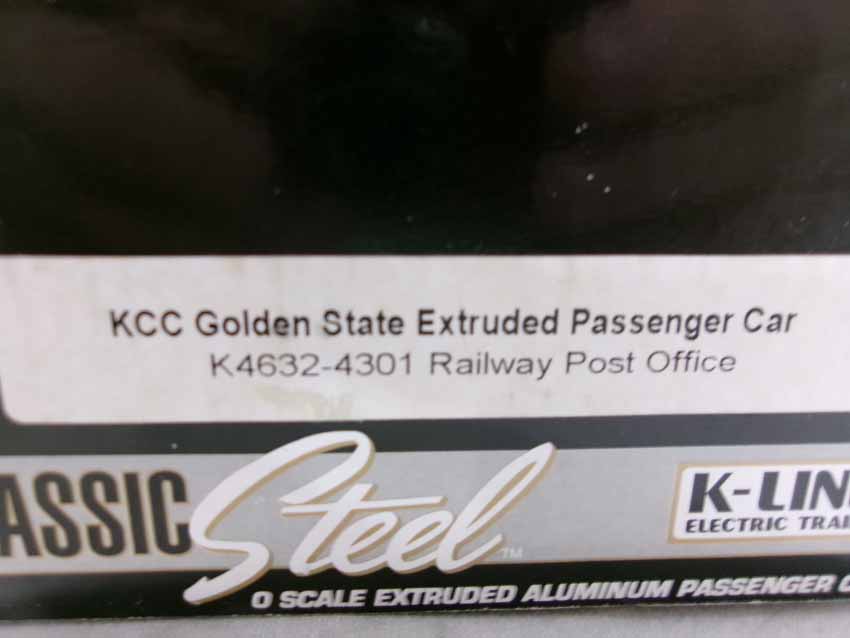 KCC Golden State Extruded Passenger Car
K4632-4301 Railway Post Office
ASSIC Steel™
K-LIN
ELECTRIC TRAI
O SCALE EXTRUDED ALUMINUM PASSENGER C